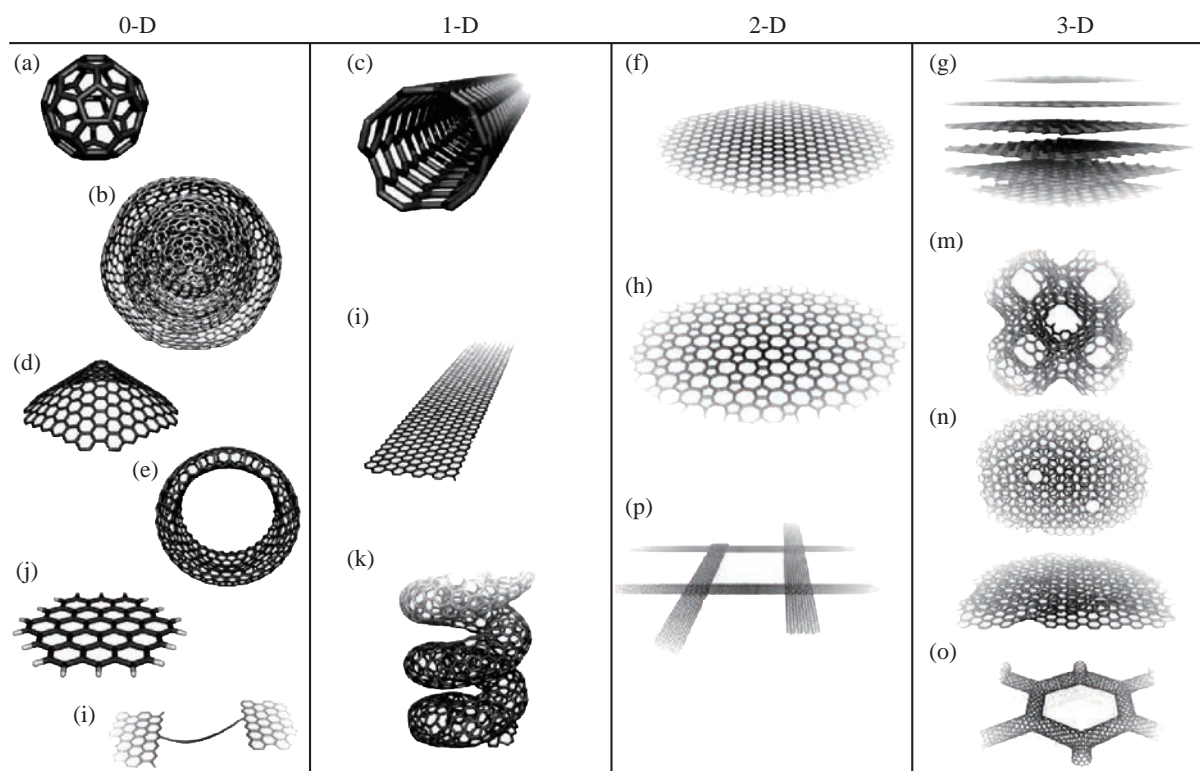 0-D 1-D 2-D 3-D
(a)
(b)
(d)
(e)
(j)
(i)
(c)
(i)
(k)
(f)
(h)
(p)
(g)
(m)
(n)
(o)